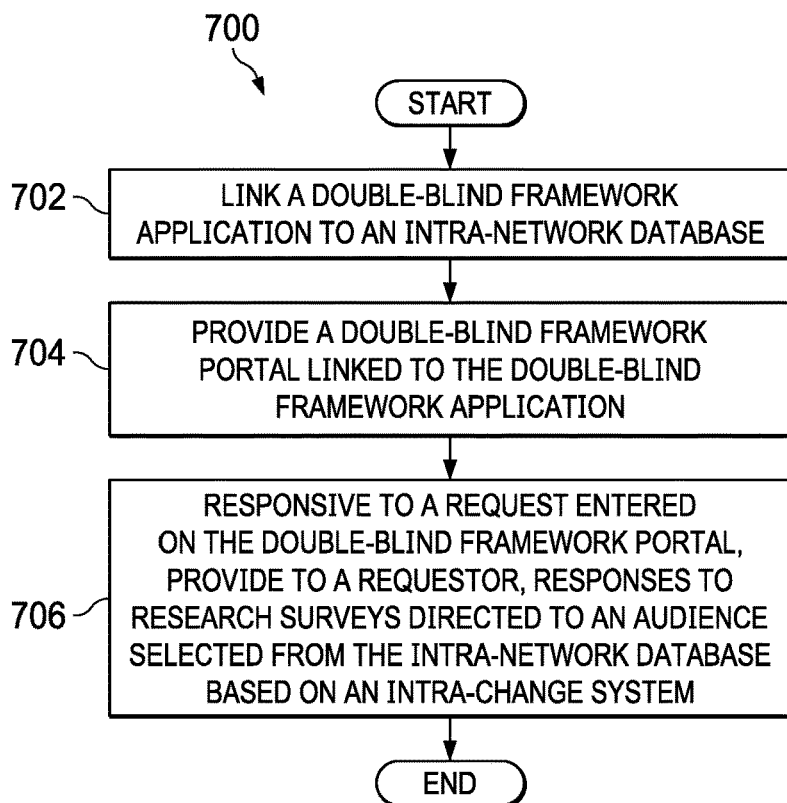 700
START
702
LINK A DOUBLE-BLIND FRAMEWORK
APPLICATION TO AN INTRA-NETWORK DATABASE
704
PROVIDE A DOUBLE-BLIND FRAMEWORK
PORTAL LINKED TO THE DOUBLE-BLIND
FRAMEWORK APPLICATION
706
RESPONSIVE TO A REQUEST ENTERED
ON THE DOUBLE-BLIND FRAMEWORK PORTAL,
PROVIDE TO A REQUESTOR, RESPONSES TO
RESEARCH SURVEYS DIRECTED TO AN AUDIENCE
SELECTED FROM THE INTRA-NETWORK DATABASE
BASED ON AN INTRA-CHANGE SYSTEM
END